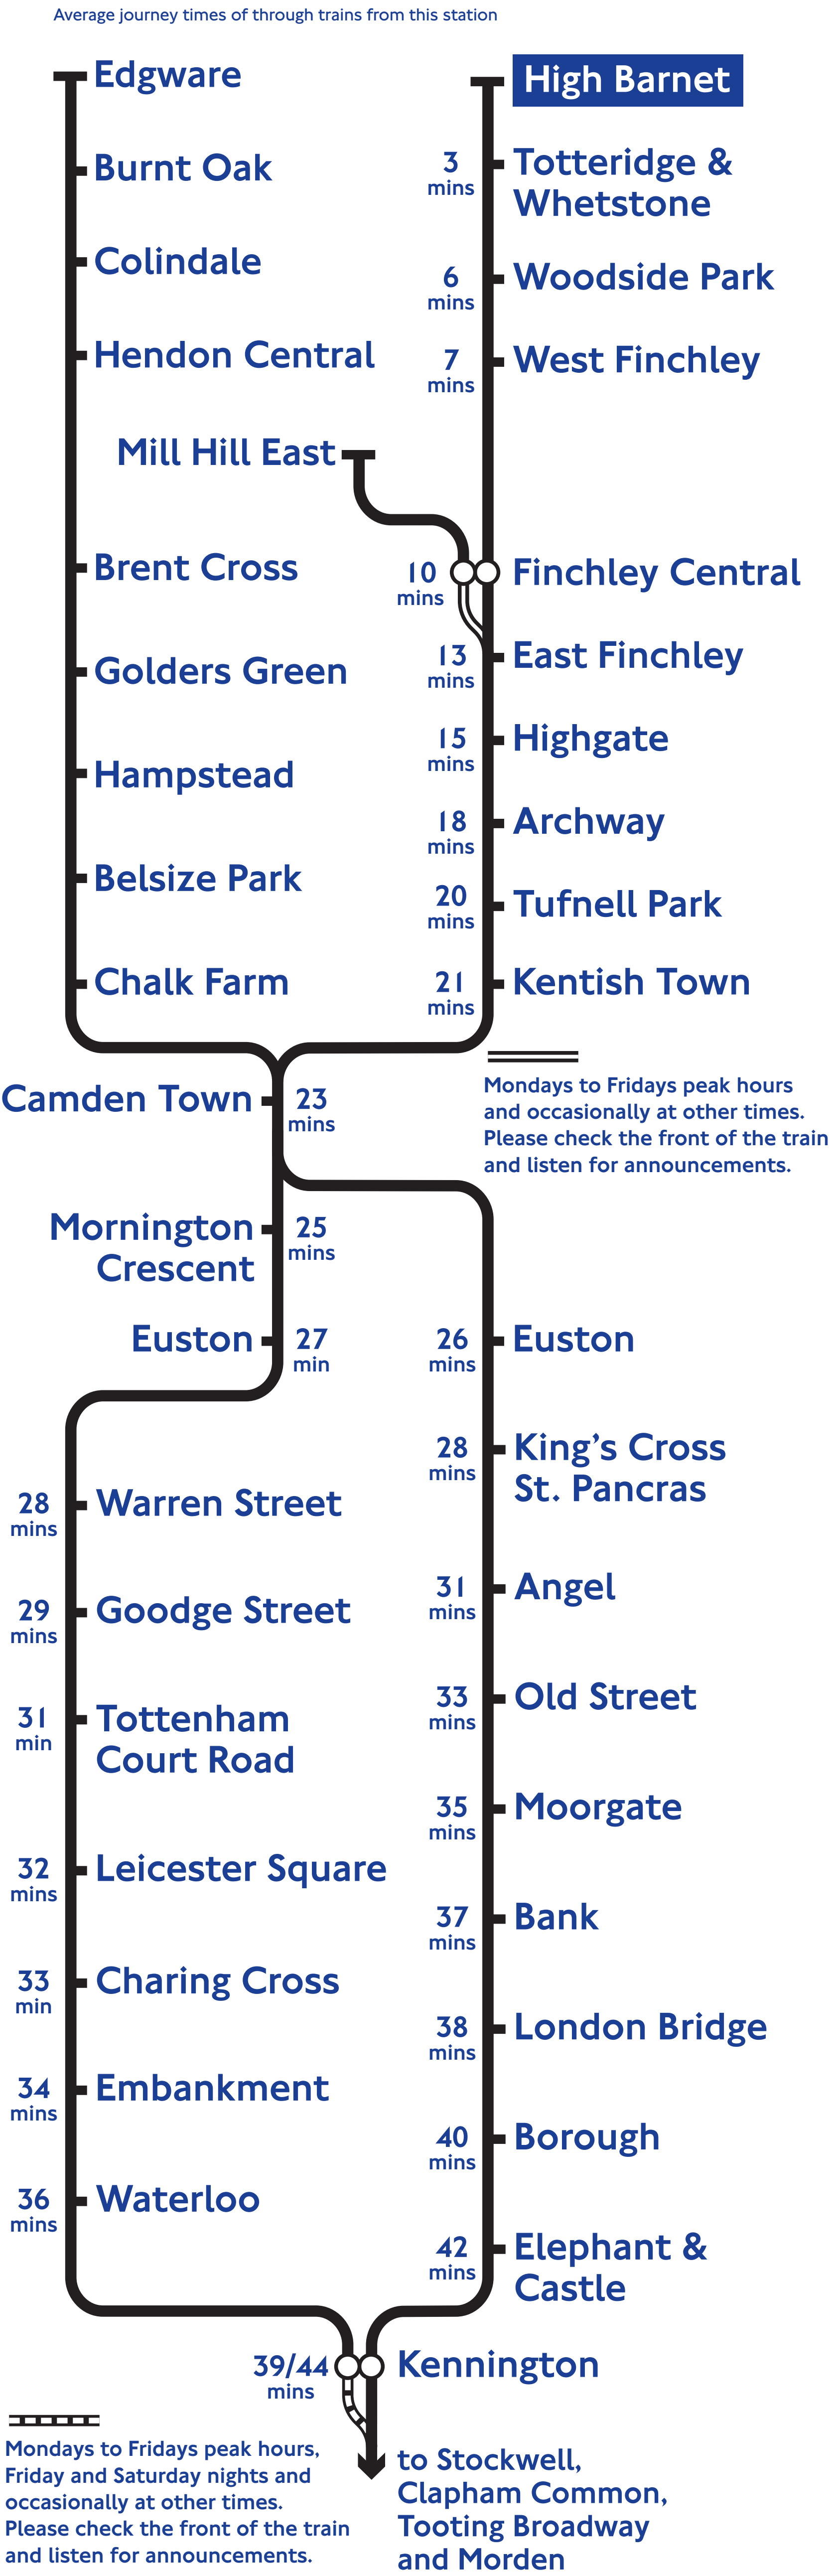 Average journey times of through trains from this station
Edgware
High Barnet
Burnt Oak
3
mins
Totteridge &
Whetstone
Colindale
6
mins
Woodside Park
Hendon Central
7
mins
West Finchley
Mill Hill East
Brent Cross
10
mins
Finchley Central
Golders Green
13
mins
East Finchley
15
mins
Highgate
Hampstead
18
mins
Archway
Belsize Park
20
mins
Tufnell Park
Chalk Farm
21
mins
Kentish Town
Mondays to Fridays peak hours
and occasionally at other times.
Please check the front of the train
and listen for announcements.
Camden Town
23
mins
Mornington
Crescent
25
mins
Euston
27
min
26
mins
Euston
28
mins
King's Cross
St. Pancras
28
mins
Warren Street
31
mins
Angel
29
mins
Goodge Street
33
mins
Old Street
31
min
Tottenham
Court Road
35
mins
Moorgate
32
mins
Leicester Square
37
mins
Bank
33
min
Charing Cross
38
mins
London Bridge
34
mins
Embankment
40
mins
Borough
36
mins
Waterloo
42
mins
Elephant &
Castle
39/44
mins
Kennington
Mondays to Fridays peak hours,
Friday and Saturday nights and
occasionally at other times.
Please check the front of the train
and listen for announcements.
to Stockwell,
Clapham Common,
Tooting Broadway
and Morden